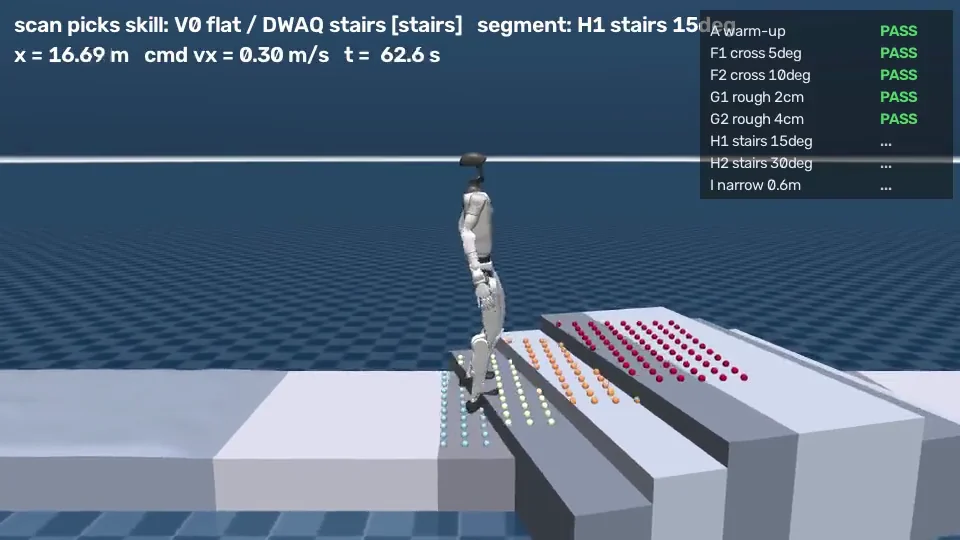 scan picks skill: V0 flat / DWAQ stairs [stairs]   segment: H1 stairs 15deg
x = 16.69 m   cmd vx = 0.30 m/s   t =  62.6 s
A warm-up   PASS
F1 cross 5deg   PASS
F2 cross 10deg   PASS
G1 rough 2cm   PASS
G2 rough 4cm   PASS
H1 stairs 15deg   ...
H2 stairs 30deg   ...
I narrow 0.6m   ...